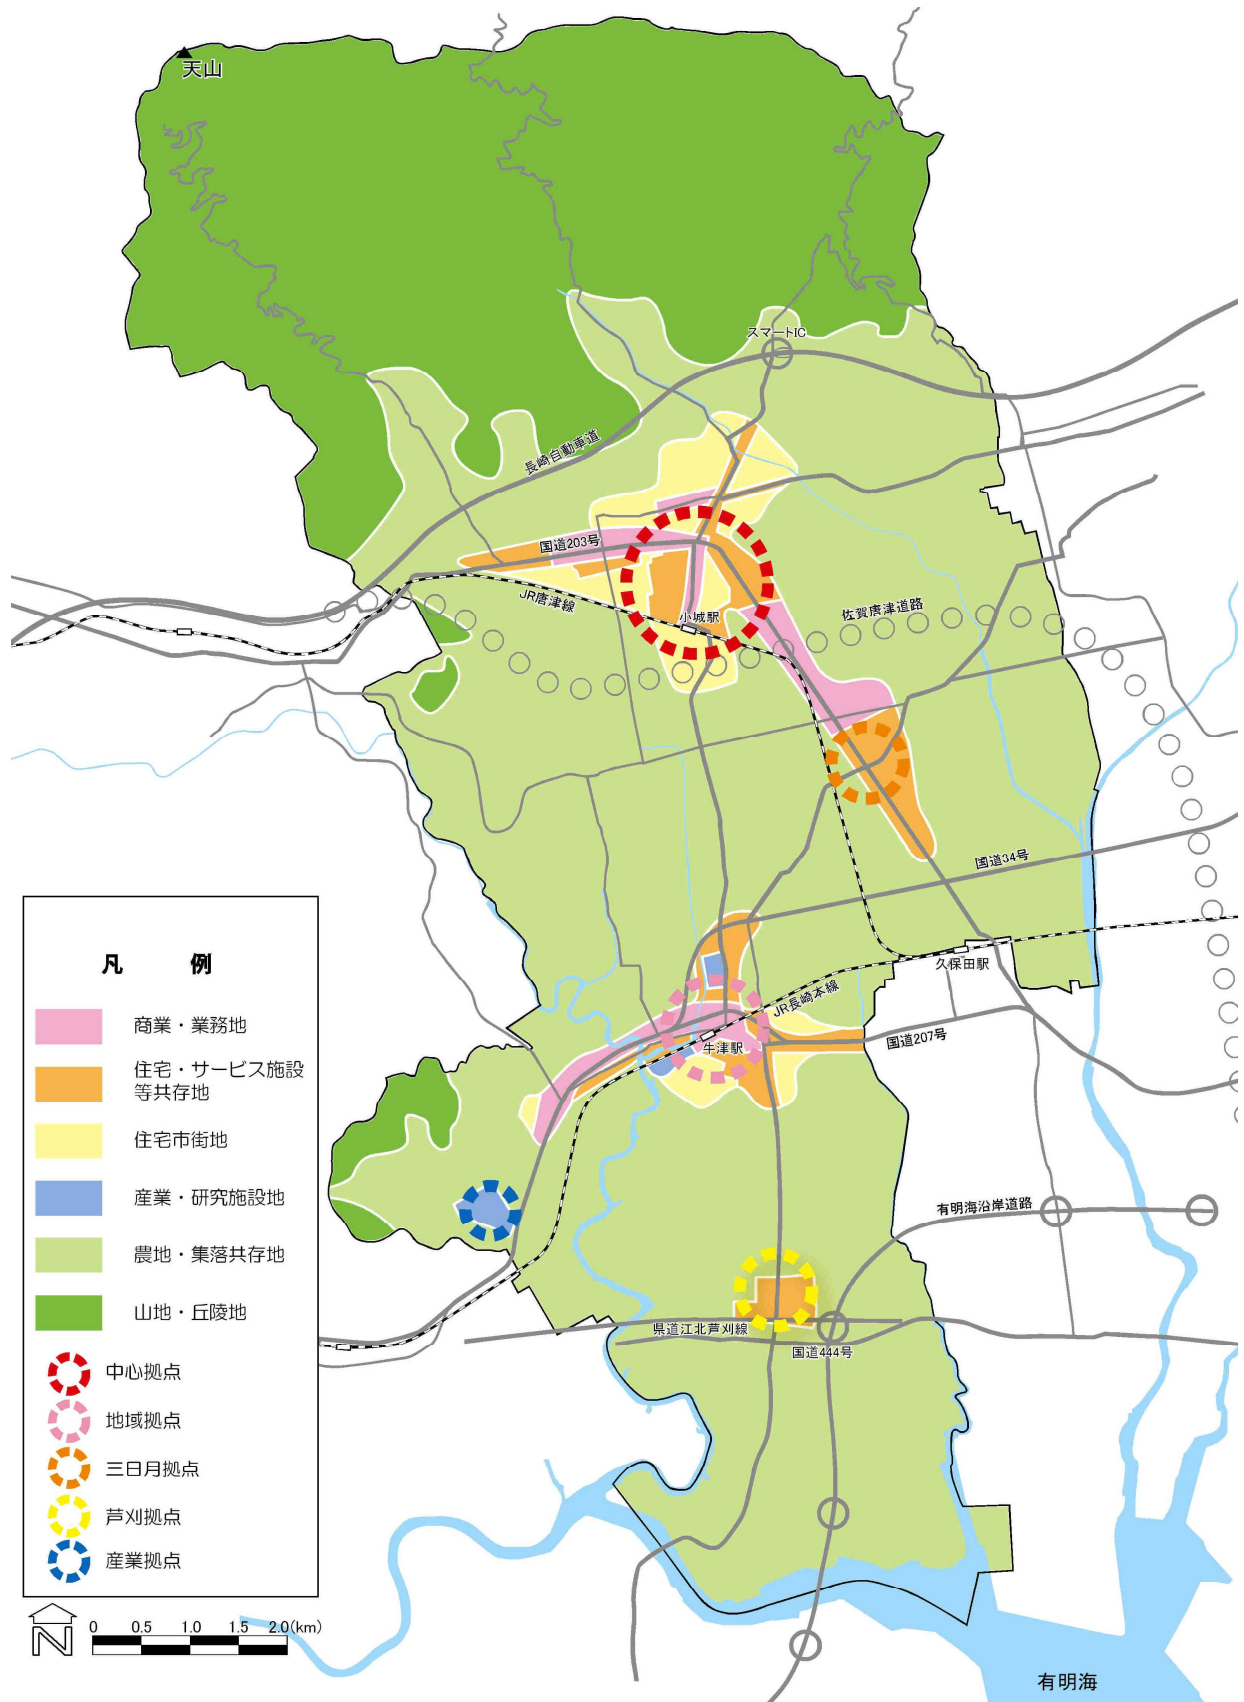 天山
スマートIC
長崎自動車道
国道203号
JR唐津線
小城駅
佐賀唐津道路
国道34号
久保田駅
JR長崎本線
牛津駅
国道207号
有明海沿岸道路
県道江北芦刈線
国道444号
有明海
凡 例
商業・業務地
住宅・サービス施設
等共存地
住宅市街地
産業・研究施設地
農地・集落共存地
山地・丘陵地
中心拠点
地域拠点
三日月拠点
芦刈拠点
産業拠点
N
0 0.5 1.0 1.5 2.0(km)